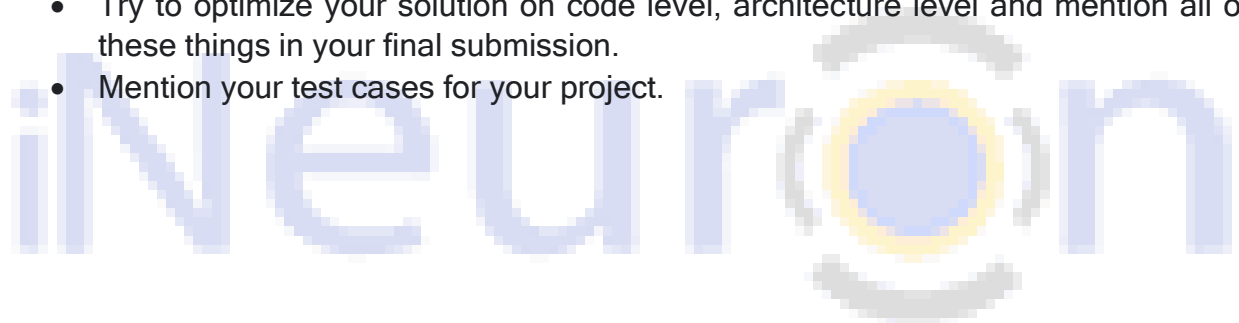 • Try to optimize your solution on code level, architecture level and mention all o
these things in your final submission.
• Mention your test cases for your project.
iNeuron